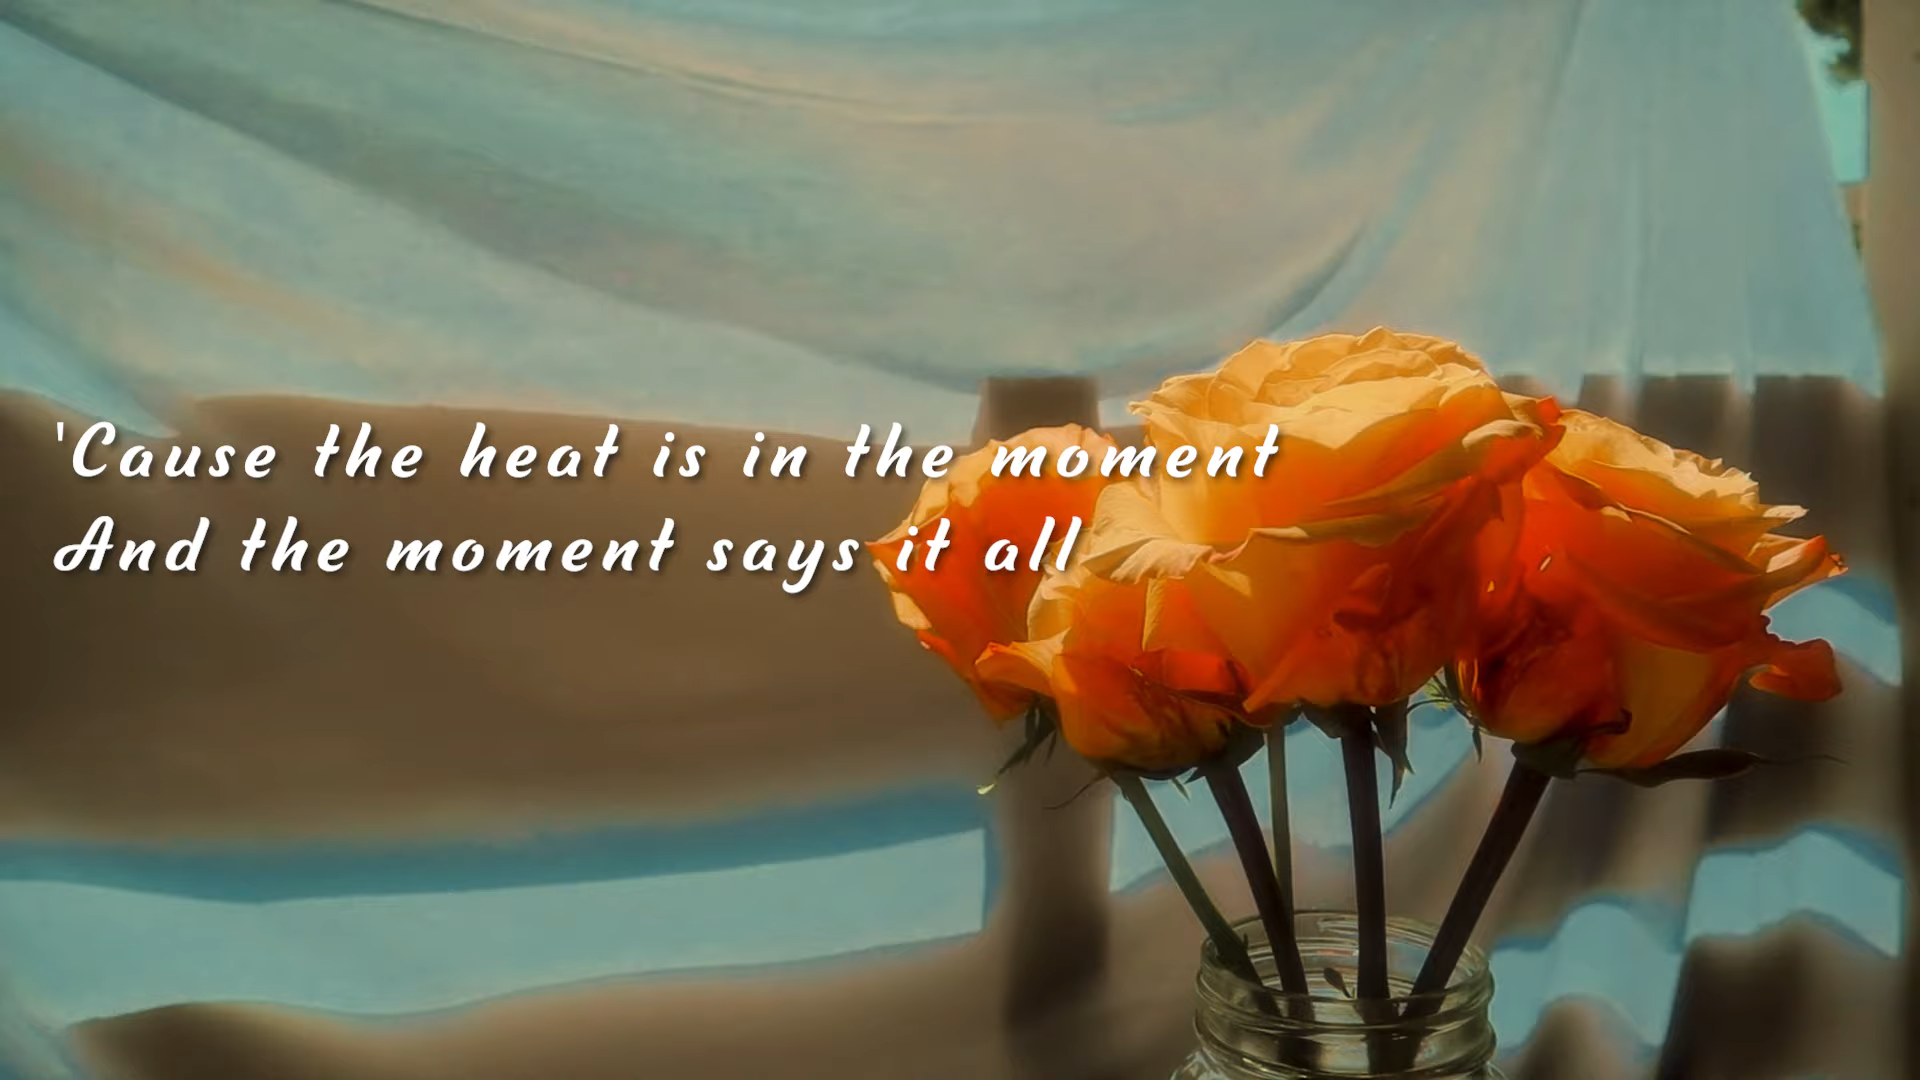 'Cause the heat is in the moment
And the moment says it all